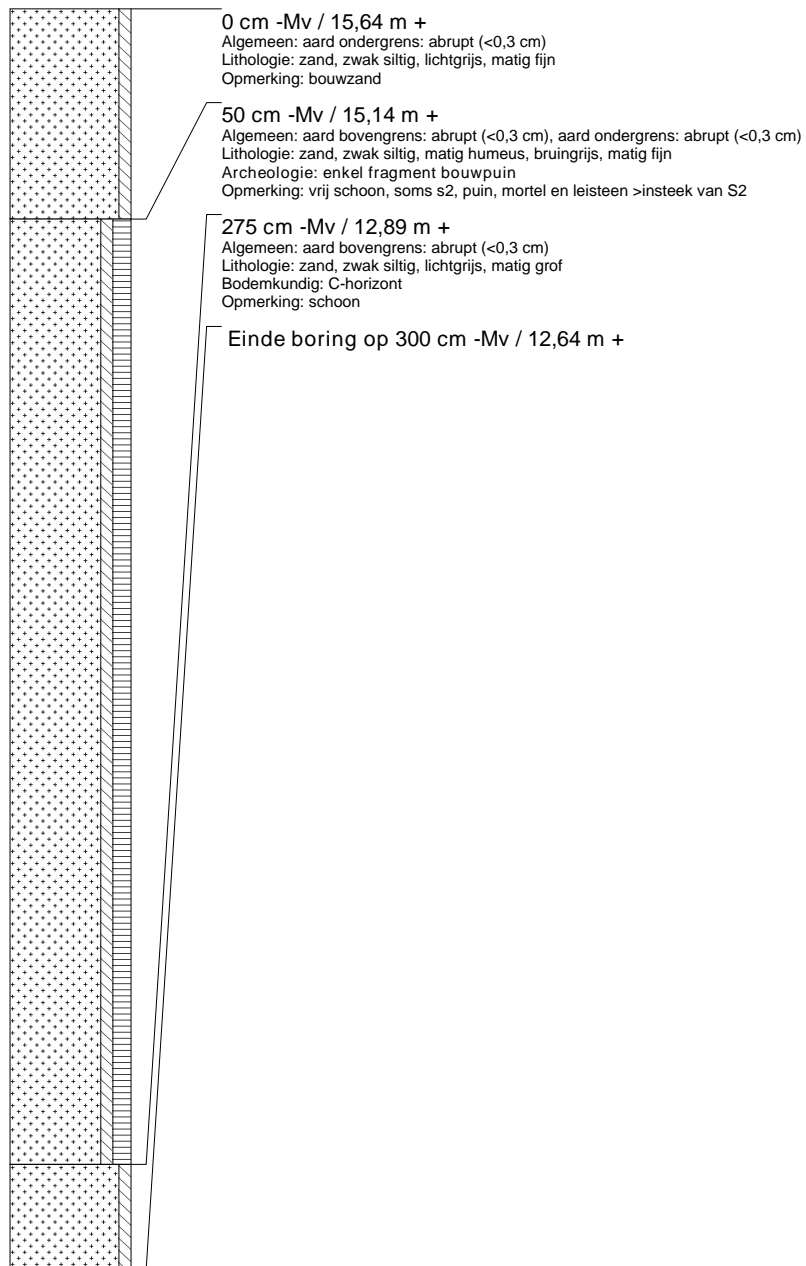 0 cm -Mv / 15,64 m +
Algemeen: aard ondergrens: abrupt (<0,3 cm)
Lithologie: zand, zwak siltig, lichtgrijs, matig fijn
Opmerking: bouwzand
50 cm -Mv / 15,14 m +
Algemeen: aard bovengrens: abrupt (<0,3 cm), aard ondergrens: abrupt (<0,3 cm)
Lithologie: zand, zwak siltig, matig humeus, bruingrijs, matig fijn
Archeologie: enkel fragment bouwpuin
Opmerking: vrij schoon, soms s2, puin, mortel en leisteen >insteek van S2
275 cm -Mv / 12,89 m +
Algemeen: aard bovengrens: abrupt (<0,3 cm)
Lithologie: zand, zwak siltig, lichtgrijs, matig grof
Bodemkundig: C-horizont
Opmerking: schoon
Einde boring op 300 cm -Mv / 12,64 m +